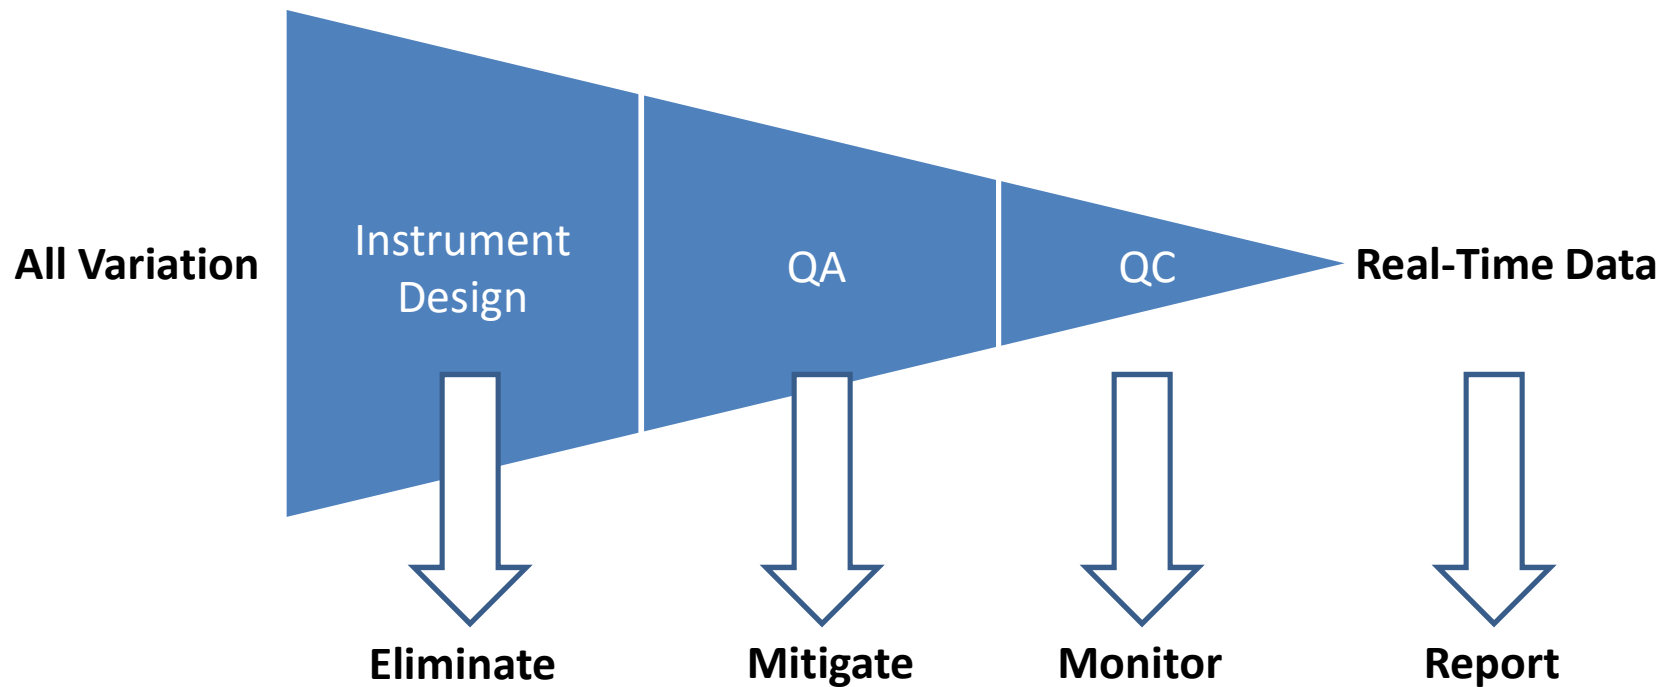 All Variation
Instrument
Design
QA
QC
Real-Time Data
Eliminate
Mitigate
Monitor
Report